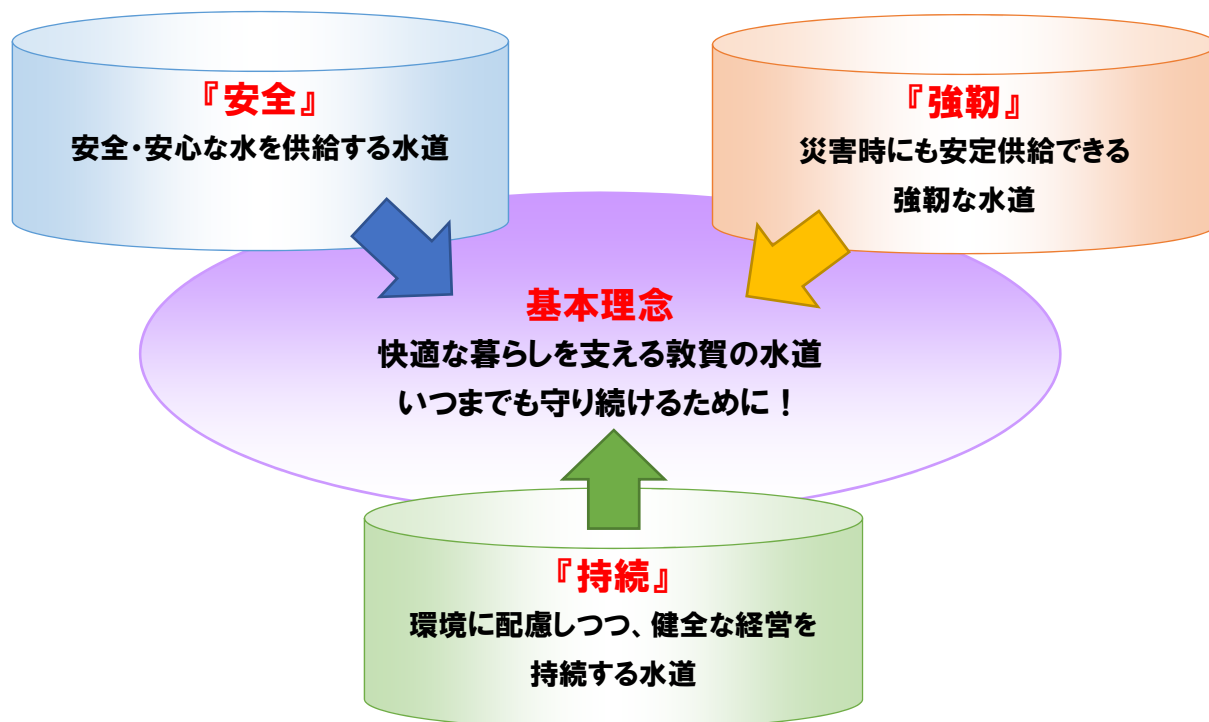 『安全』
安全・安心な水を供給する水道
『強靭』
災害時にも安定供給できる
強靭な水道
基本理念
快適な暮らしを支える敦賀の水道
いつまでも守り続けるために！
『持続』
環境に配慮しつつ、健全な経営を
持続する水道